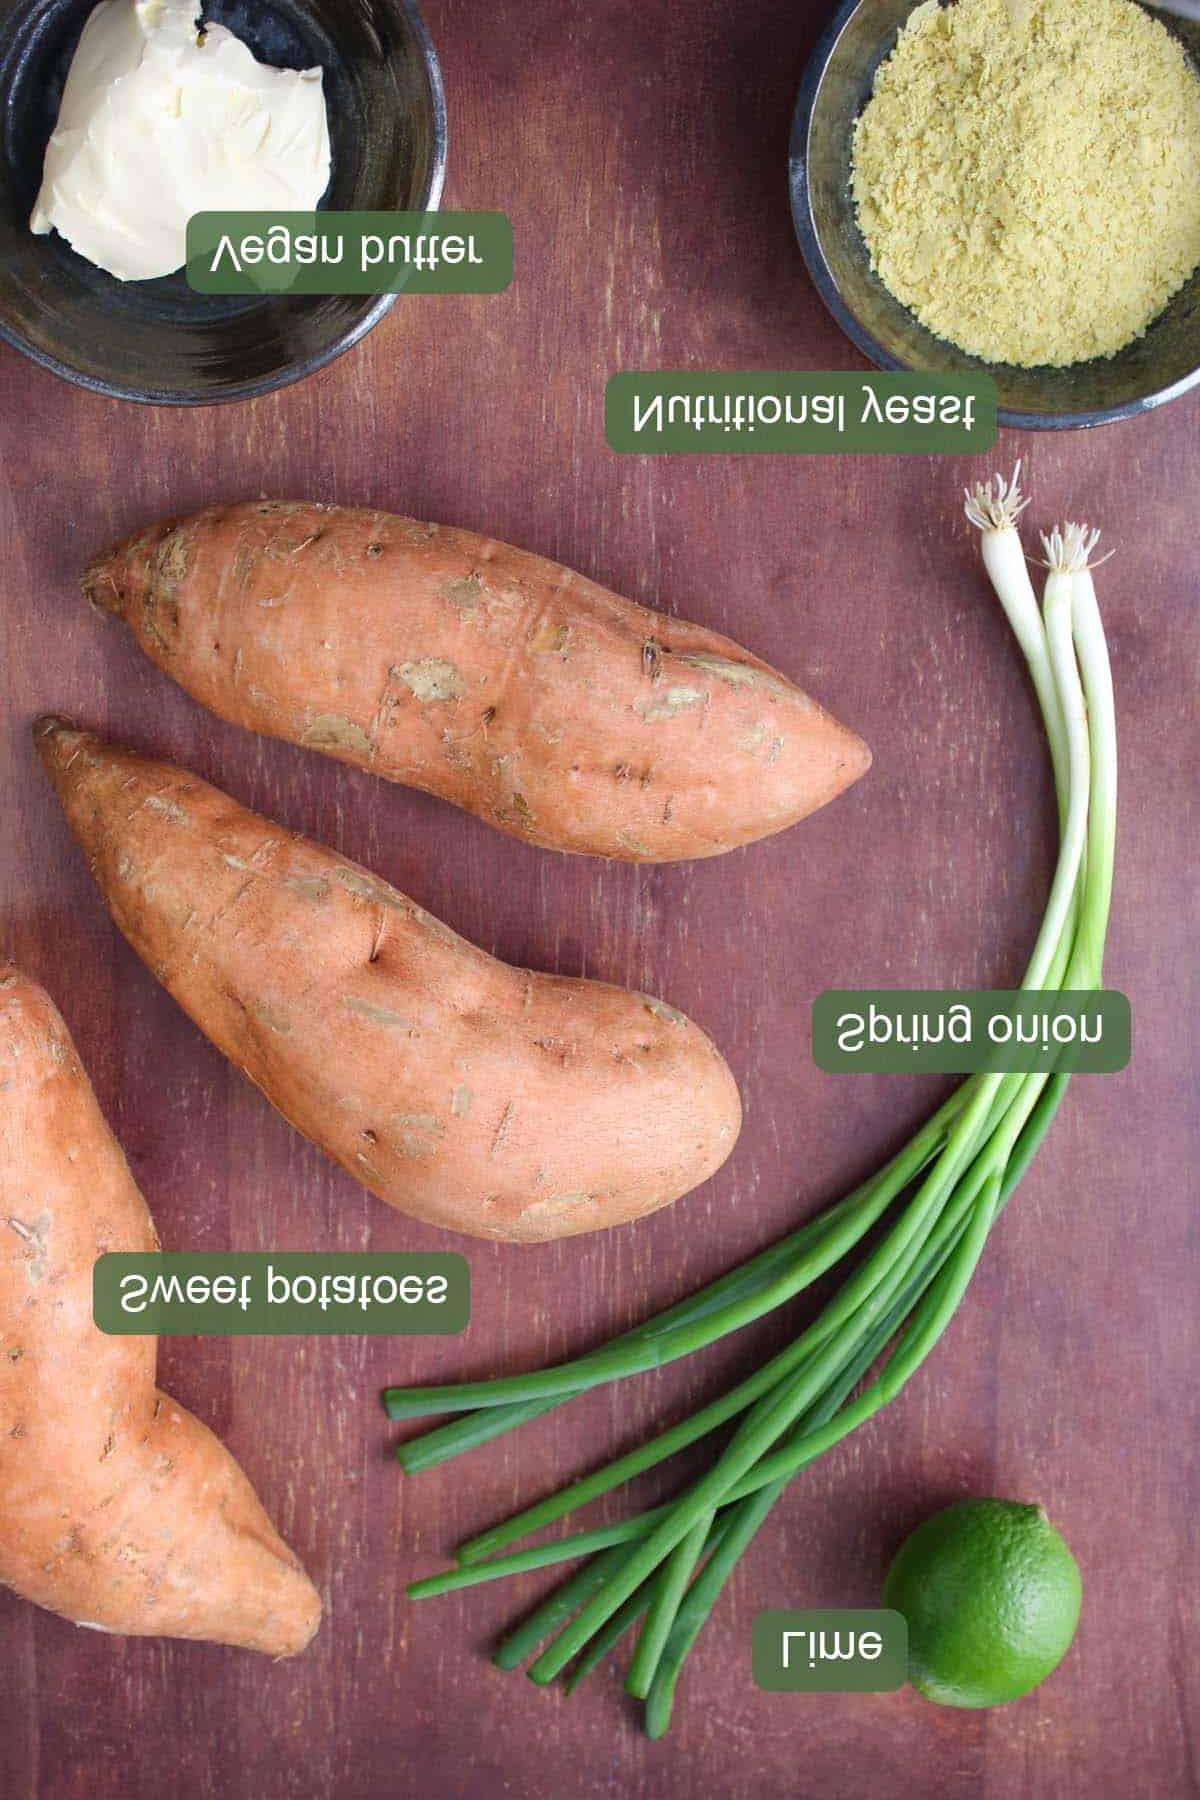 Vegan butter
Nutritional yeast
Spring onion
Sweet potatoes
Lime